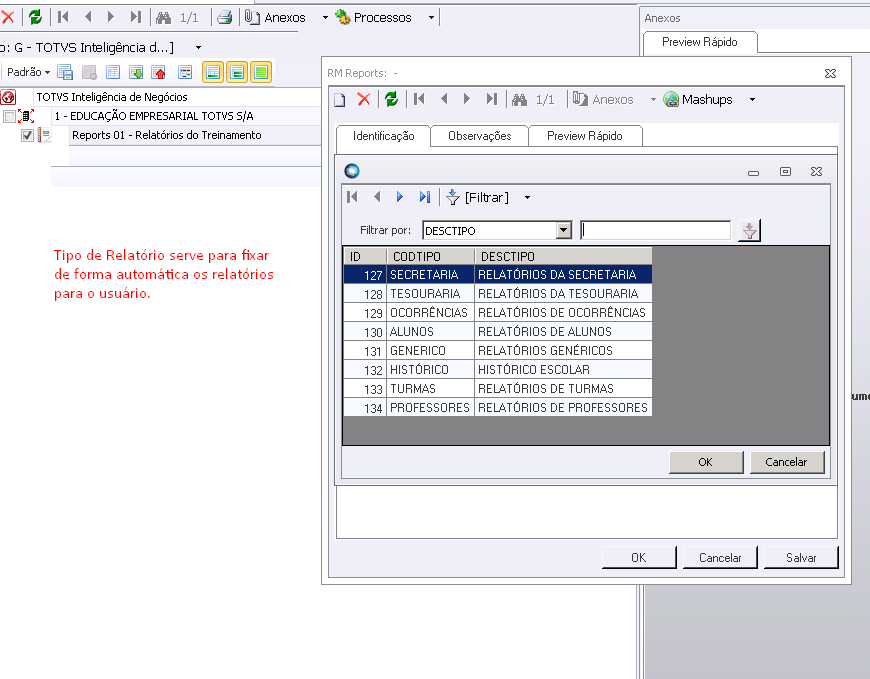 1/1 Anexos Processos
o: G - TOTVS Inteligência d...]
Padrão
TOTVS Inteligência de Negócios
1 - EDUCAÇÃO EMPRESARIAL TOTVS S/A
Reports 01 - Relatórios do Treinamento
Tipo de Relatório serve para fixar
de forma automática os relatórios
para o usuário.
Anexos
Preview Rápido
RM Reports: -
1/1 Anexos Mashups
Identificação Observações Preview Rápido
[Filtrar]
Filtrar por: DESCTIPO
ID CODTIPO DESCTIPO
127 SECRETARIA RELATÓRIOS DA SECRETARIA
128 TESOURARIA RELATÓRIOS DA TESOURARIA
129 OCORRÊNCIAS RELATÓRIOS DE OCORRÊNCIAS
130 ALUNOS RELATÓRIOS DE ALUNOS
131 GENERICO RELATÓRIOS GENÉRICOS
132 HISTÓRICO HISTÓRICO ESCOLAR
133 TURMAS RELATÓRIOS DE TURMAS
134 PROFESSORES RELATÓRIOS DE PROFESSORES
OK Cancelar
OK Cancelar Salvar